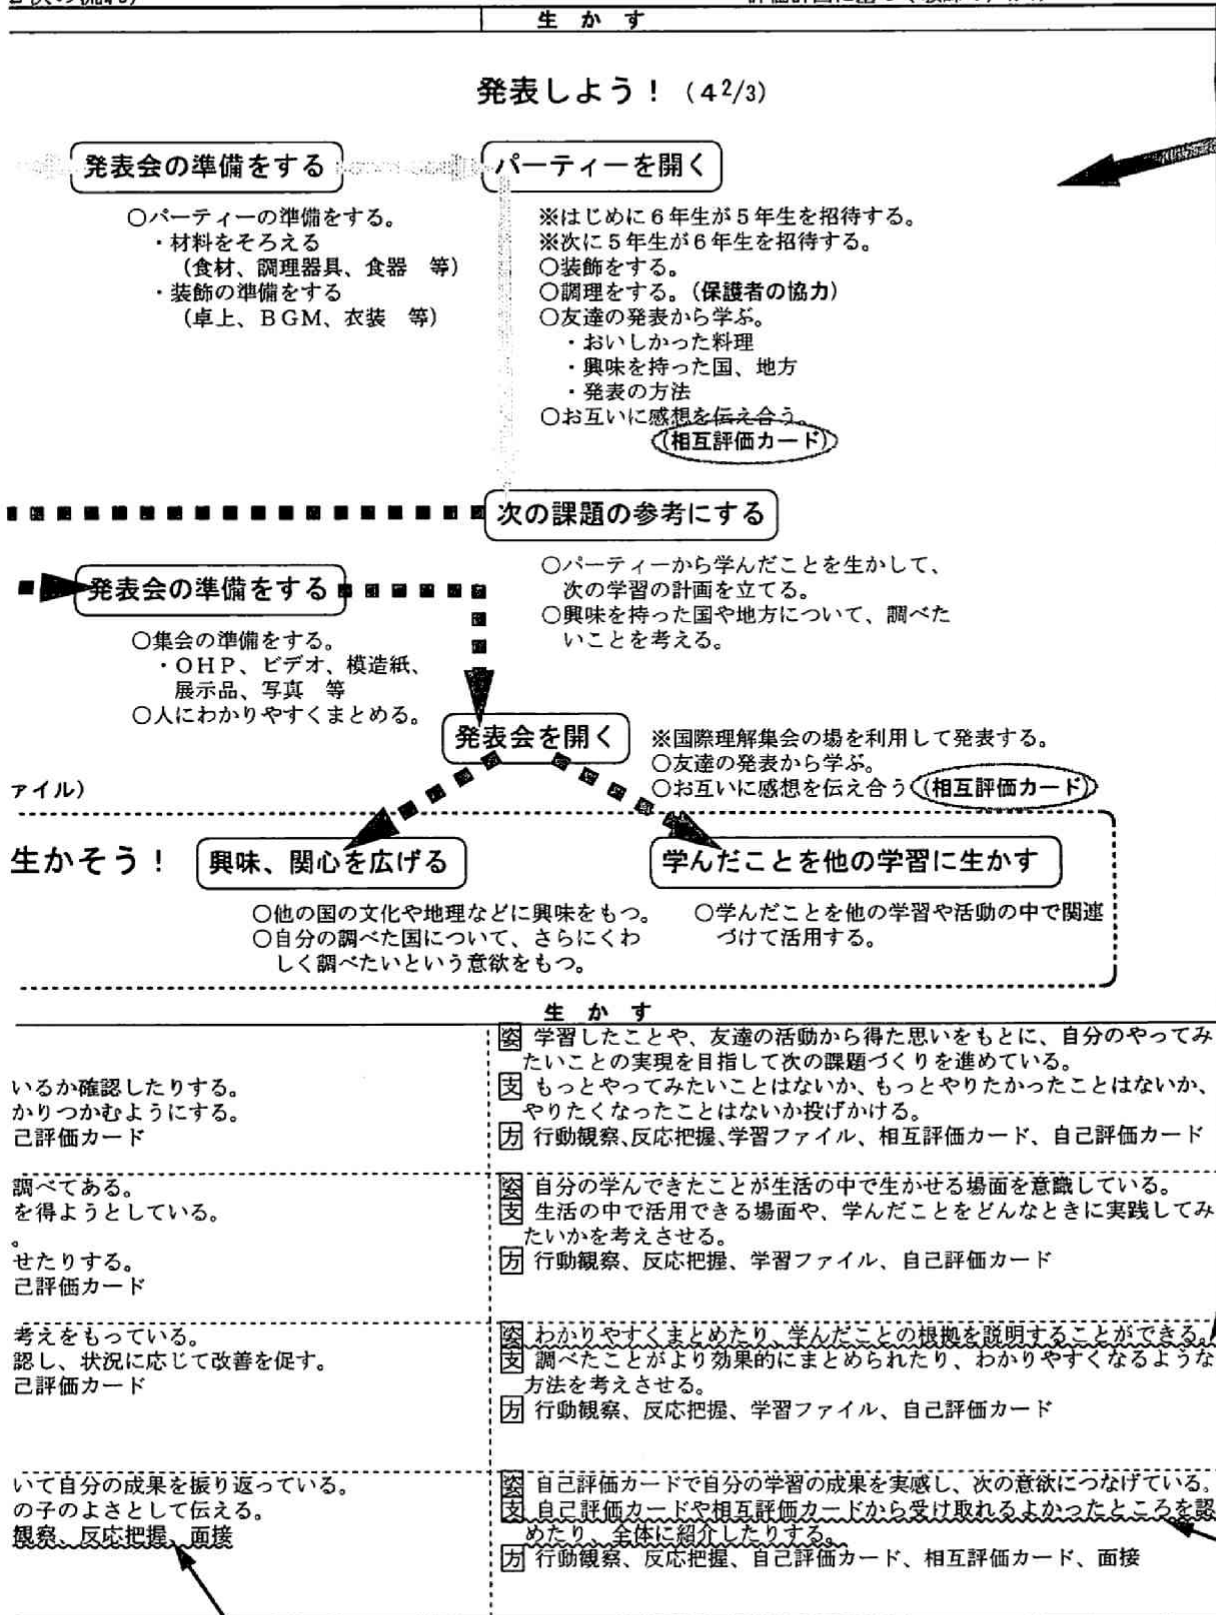 生 か す
発表しよう！（4 2/3）
発表会の準備をする
○パーティーの準備をする。
・材料をそろえる
（食材、調理器具、食器　等）
・装飾の準備をする
（卓上、ＢＧＭ、衣装　等）
パーティーを開く
※はじめに６年生が５年生を招待する。
※次に５年生が６年生を招待する。
○装飾をする。
○調理をする。（保護者の協力）
○友達の発表から学ぶ。
・おいしかった料理
・興味を持った国、地方
・発表の方法
○お互いに感想を伝え合う。
（相互評価カード）
次の課題の参考にする
○パーティーから学んだことを生かして、
次の学習の計画を立てる。
○興味を持った国や地方について、調べた
いことを考える。
発表会の準備をする
○集会の準備をする。
・ＯＨＰ、ビデオ、模造紙、
展示品、写真　等
○人にわかりやすくまとめる。
発表会を開く
※国際理解集会の場を利用して発表する。
○友達の発表から学ぶ。
○お互いに感想を伝え合う（相互評価カード）
ァイル）
生かそう！
興味、関心を広げる
○他の国の文化や地理などに興味をもつ。
○自分の調べた国について、さらにくわ
しく調べたいという意欲をもつ。
学んだことを他の学習に生かす
○学んだことを他の学習や活動の中で関連
づけて活用する。
生 か す
いるか確認したりする。
かりつかむようにする。
己評価カード
姿 学習したことや、友達の活動から得た思いをもとに、自分のやってみ
たいことの実現を目指して次の課題づくりを進めている。
支 もっとやってみたいことはないか、もっとやりたかったことはないか、
やりたくなったことはないか投げかける。
方 行動観察、反応把握、学習ファイル、相互評価カード、自己評価カード
調べてある。
を得ようとしている。
。
せたりする。
己評価カード
姿 自分の学んできたことが生活の中で生かせる場面を意識している。
支 生活の中で活用できる場面や、学んだことをどんなときに実践してみ
たいかを考えさせる。
方 行動観察、反応把握、学習ファイル、自己評価カード
考えをもっている。
認し、状況に応じて改善を促す。
己評価カード
姿 わかりやすくまとめたり、学んだことの根拠を説明することができる。
支 調べたことがより効果的にまとめられたり、わかりやすくなるような
方法を考えさせる。
方 行動観察、反応把握、学習ファイル、自己評価カード
いて自分の成果を振り返っている。
の子のよさとして伝える。
観察、反応把握、面接
姿 自己評価カードで自分の学習の成果を実感し、次の意欲につなげている。
支 自己評価カードや相互評価カードから受け取れるよかったところを認
めたり、全体に紹介したりする。
方 行動観察、反応把握、自己評価カード、相互評価カード、面接